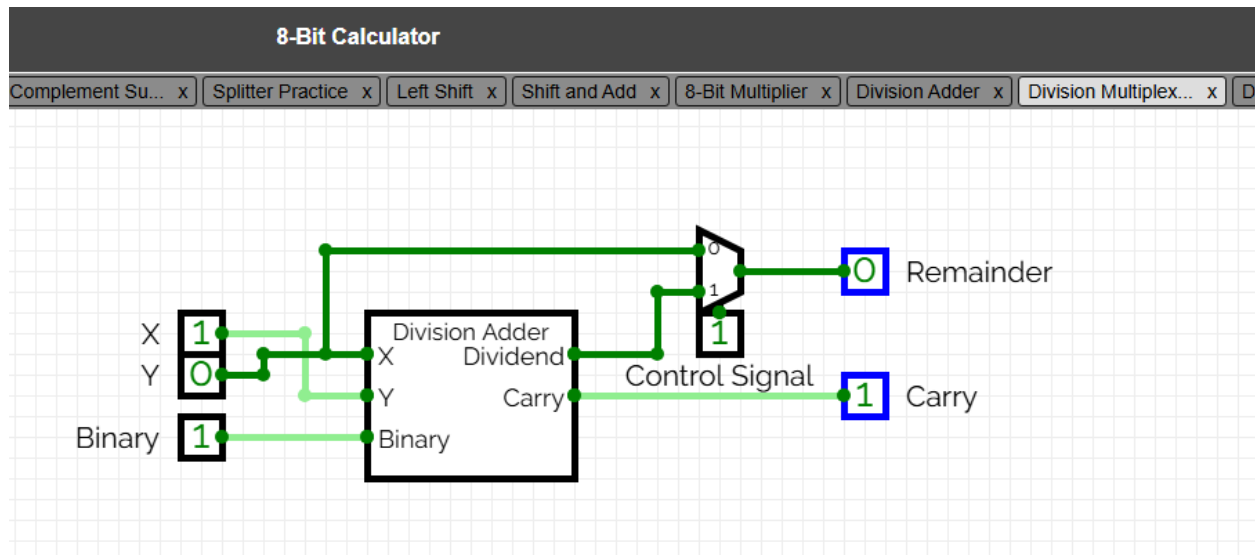 8-Bit Calculator
Complement Su... x Splitter Practice x Left Shift x Shift and Add x 8-Bit Multiplier x Division Adder x Division Multiplex... x D
0
1
0 Remainder
X 1
Y 0
Division Adder
X Dividend
1
Control Signal
Y Carry
1 Carry
Binary 1
Binary